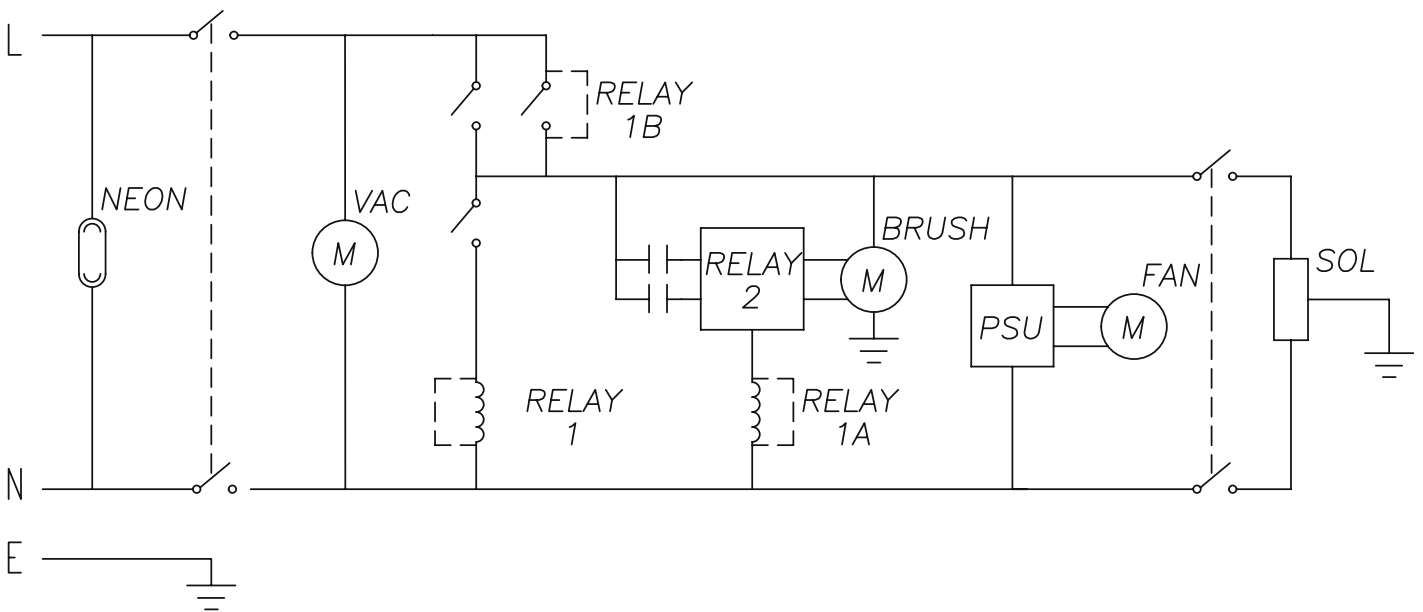 L
RELAY
1B
NEON
VAC
M
BRUSH
RELAY
2
M
FAN
SOL
PSU
M
RELAY
1
RELAY
1A
N
E